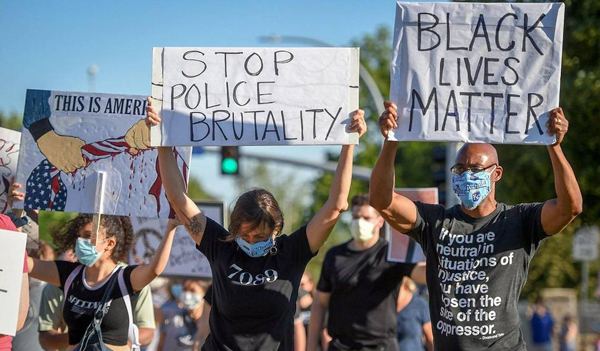 THIS IS AMERI
STOP
POLICE
BRUTALITY
BLACK
LIVES
MATTER
7089
If you are
neutral in
situations of
injustice,
you have
chosen the
side of the
oppressor.